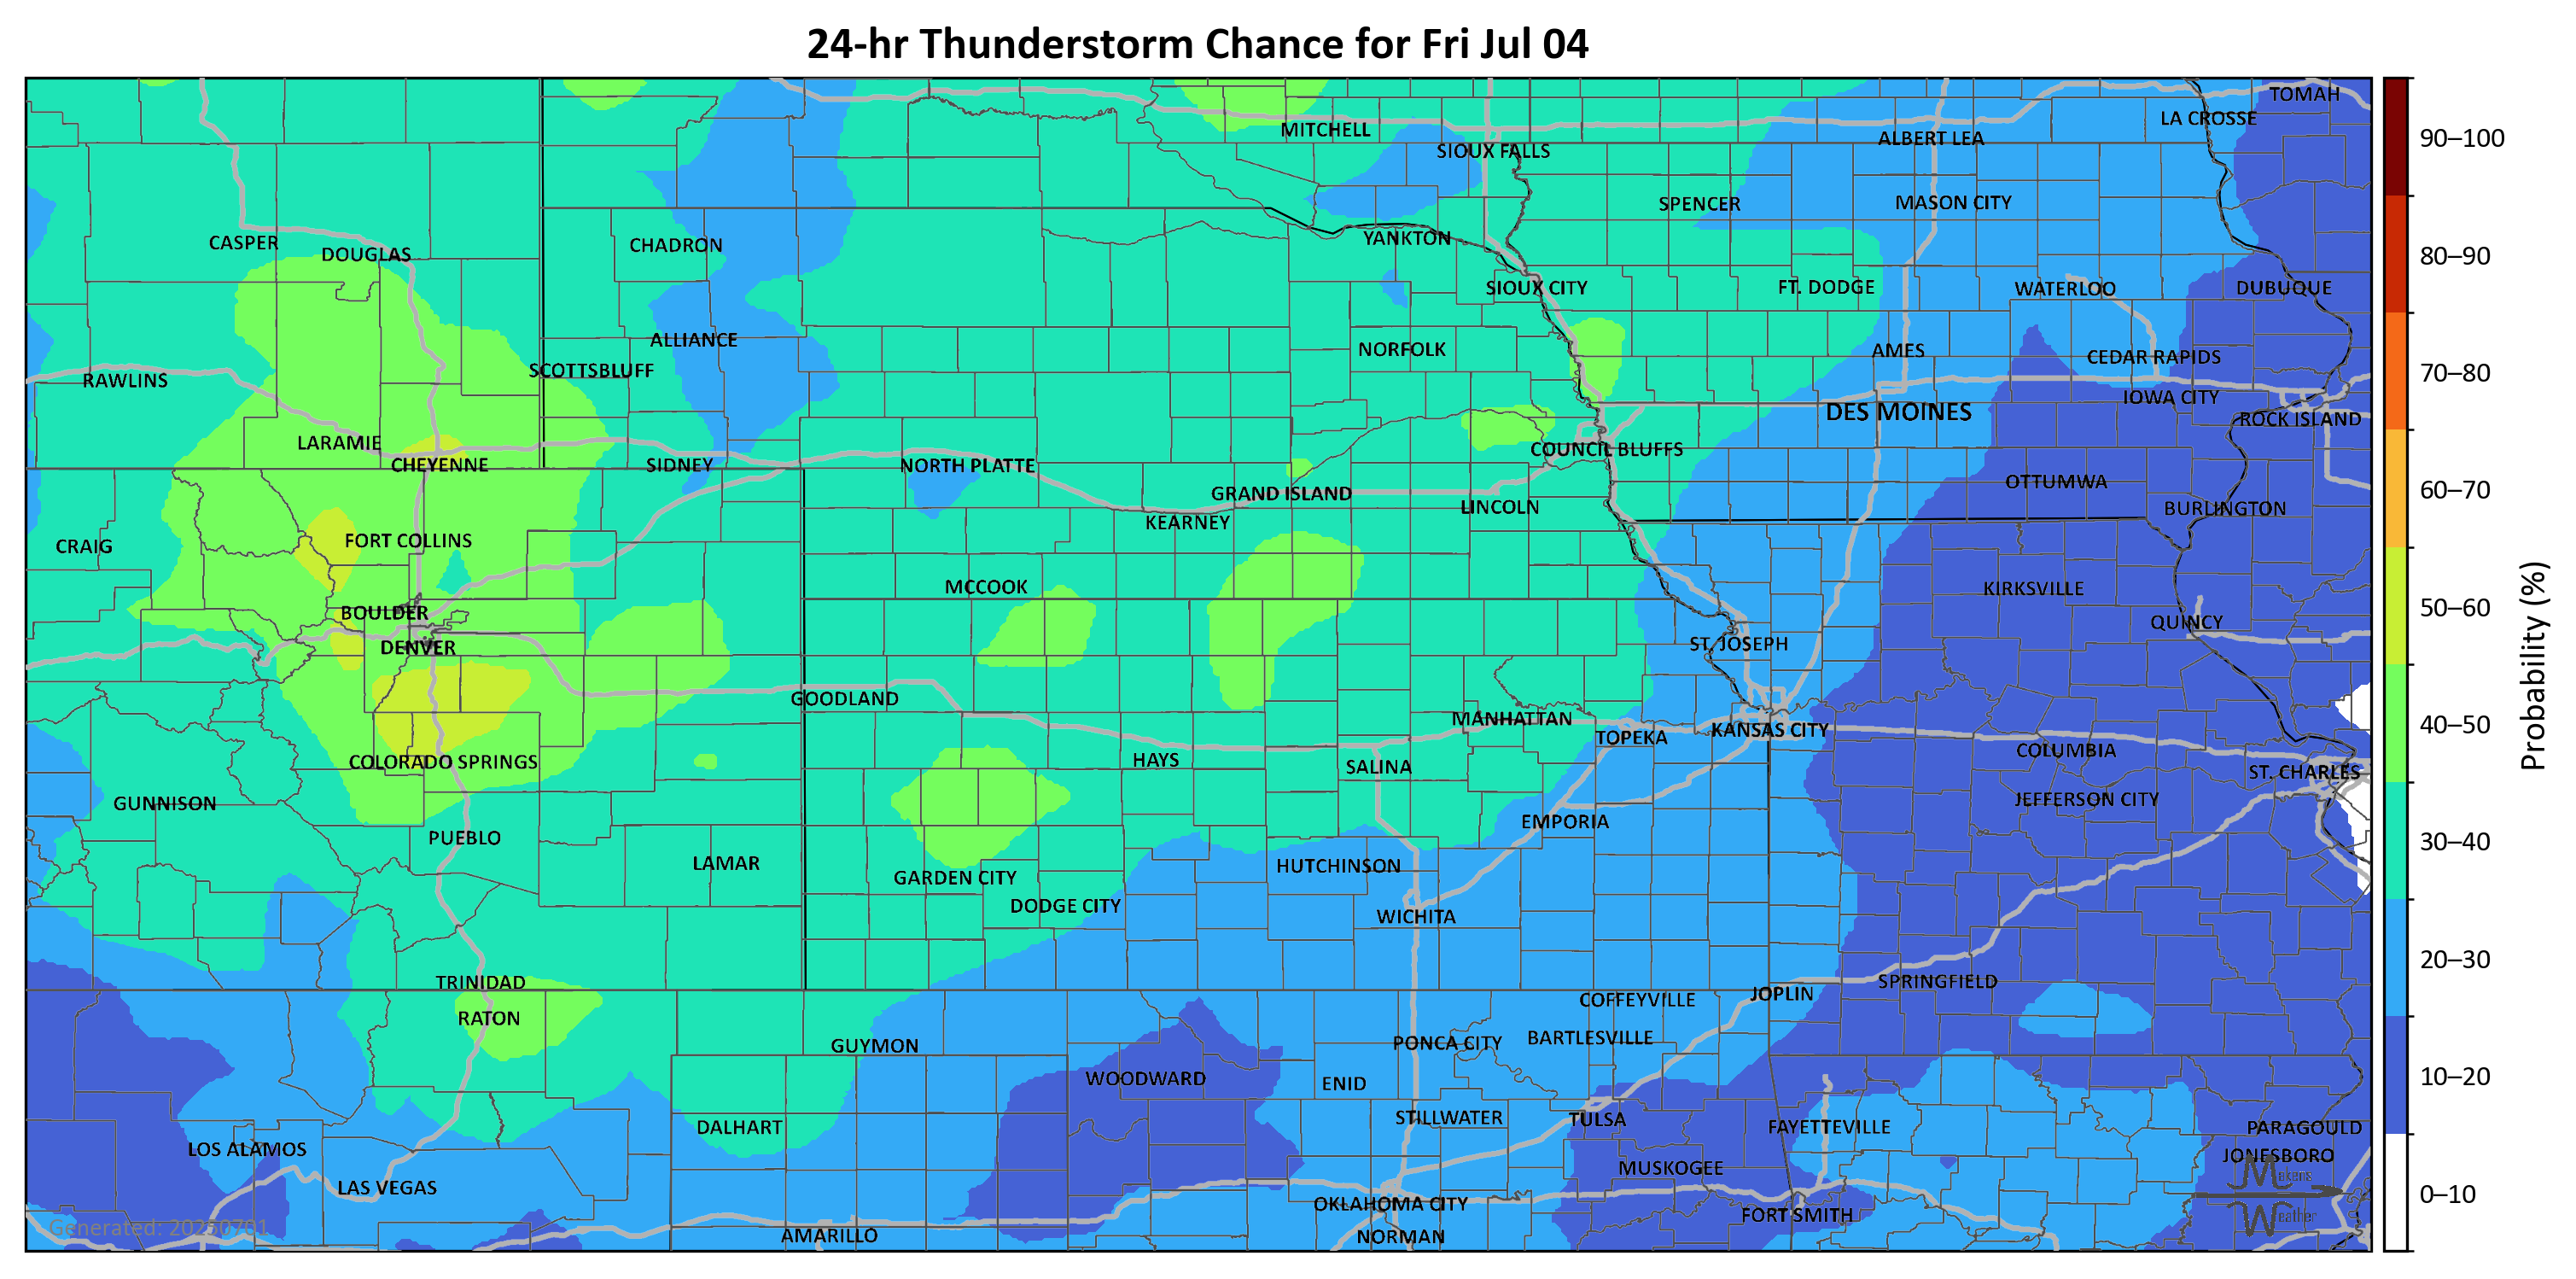 24-hr Thunderstorm Chance for Fri Jul 04
TOMAH
LA CROSSE
MITCHELL
ALBERT LEA
90–100
SIOUX FALLS
SPENCER
MASON CITY
CASPER
DOUGLAS
CHADRON
YANKTON
80–90
SIOUX CITY
FT. DODGE
WATERLOO
DUBUQUE
ALLIANCE
NORFOLK
AMES
CEDAR RAPIDS
RAWLINS
SCOTTSBLUFF
70–80
IOWA CITY
DES MOINES
ROCK ISLAND
LARAMIE
COUNCIL BLUFFS
CHEYENNE
SIDNEY
NORTH PLATTE
OTTUMWA
GRAND ISLAND
60–70
LINCOLN
BURLINGTON
KEARNEY
CRAIG
FORT COLLINS
MCCOOK
KIRKSVILLE
BOULDER
50–60
QUINCY
DENVER
ST. JOSEPH
GOODLAND
MANHATTAN
TOPEKA
KANSAS CITY
40–50
Probability (%)
COLUMBIA
COLORADO SPRINGS
HAYS
SALINA
ST. CHARLES
GUNNISON
JEFFERSON CITY
EMPORIA
PUEBLO
30–40
LAMAR
HUTCHINSON
GARDEN CITY
DODGE CITY
WICHITA
20–30
TRINIDAD
SPRINGFIELD
JOPLIN
COFFEYVILLE
RATON
BARTLESVILLE
GUYMON
PONCA CITY
WOODWARD
ENID
10–20
STILLWATER
TULSA
DALHART
FAYETTEVILLE
PARAGOULD
LOS ALAMOS
JONESBORO
MUSKOGEE
Makens
LAS VEGAS
OKLAHOMA CITY
0–10
FORT SMITH
Weather
Generated: 20250701
AMARILLO
NORMAN